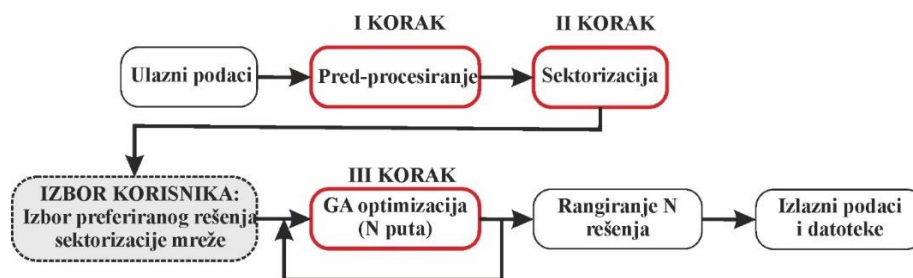 I KORAK
II KORAK
Ulazni podaci
Pred-procesiranje
Sektorizacija
IZBOR KORISNIKA:
Izbor preferiranog rešenja
sektorizacije mreže
III KORAK
GA optimizacija
(N puta)
Rangiranje N
rešenja
Izlazni podaci
i datoteke